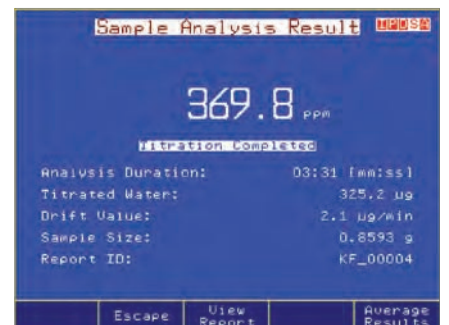 Sample Analysis Result
369.8 ppm
Titration Completed
Analysis Duration: 03:31 [mm:ss]
Titrated Water: 325.2 µg
Drift Value: 2.1 µg/min
Sample Size: 0.8593 g
Report ID: KF_00004
Escape View Report Average Results